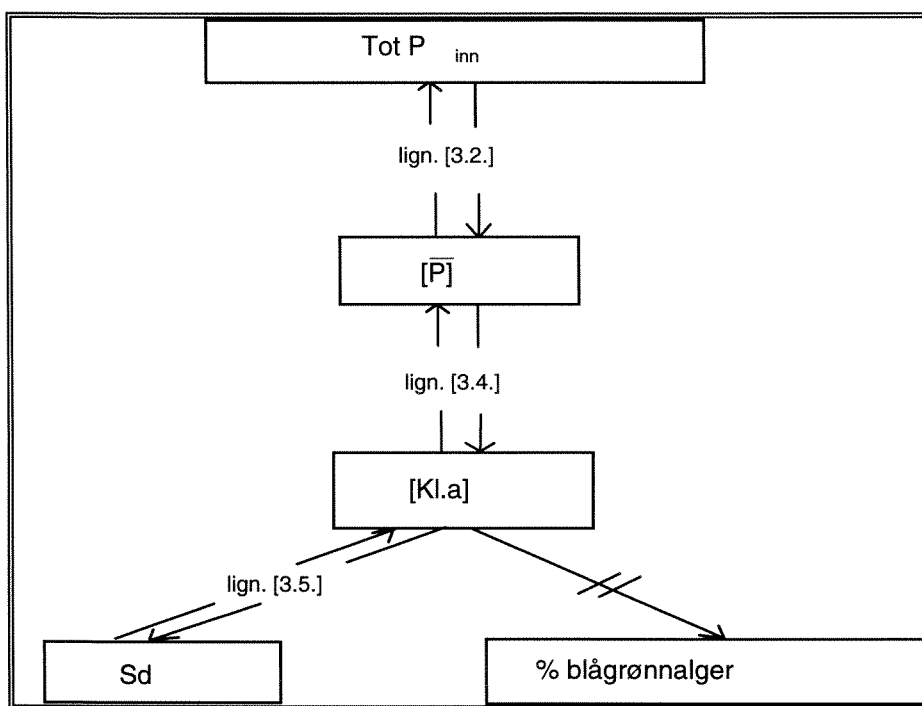 Tot P inn
lign. [3.2.]
[P̅]
lign. [3.4.]
[Kl.a]
lign. [3.5.]
Sd
% blågrønnalger